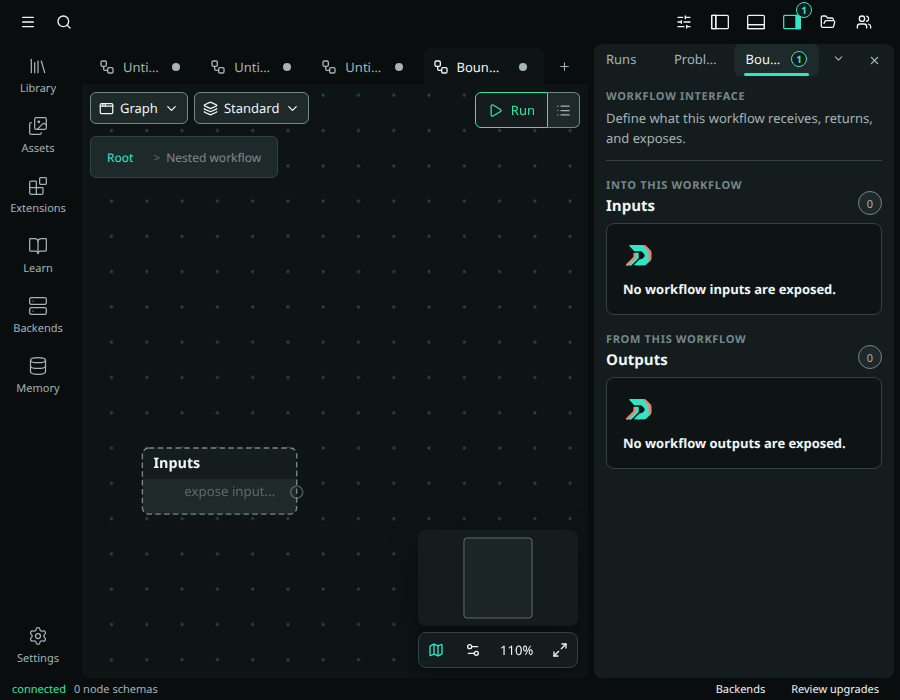 1
Library
Assets
Extensions
Learn
Backends
Memory
Settings
Unti...
Unti...
Unti...
Boun...
Graph
Standard
Run
Root > Nested workflow
Inputs
expose input...
110%
Runs
Probl...
Bou... 1
WORKFLOW INTERFACE
Define what this workflow receives, returns,
and exposes.
INTO THIS WORKFLOW
Inputs
0
No workflow inputs are exposed.
FROM THIS WORKFLOW
Outputs
0
No workflow outputs are exposed.
connected 0 node schemas
Backends
Review upgrades